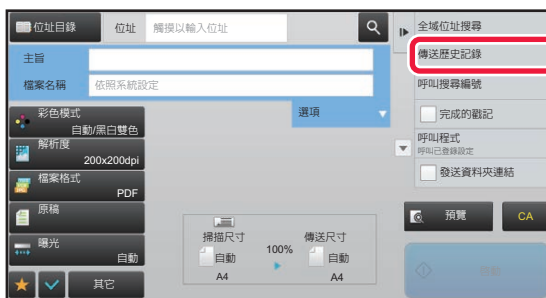 位址目錄
位址
觸摸以輸入位址
全域位址搜尋
主旨
傳送歷史記錄
檔案名稱
依照系統設定
呼叫搜尋編號
彩色模式
自動/黑白雙色
選項
完成的戳記
解析度
200x200dpi
呼叫程式
呼叫已登錄設定
檔案格式
PDF
發送資料夾連結
原稿
掃描尺寸
自動
A4
100%
傳送尺寸
自動
A4
預覽
CA
曝光
自動
其它